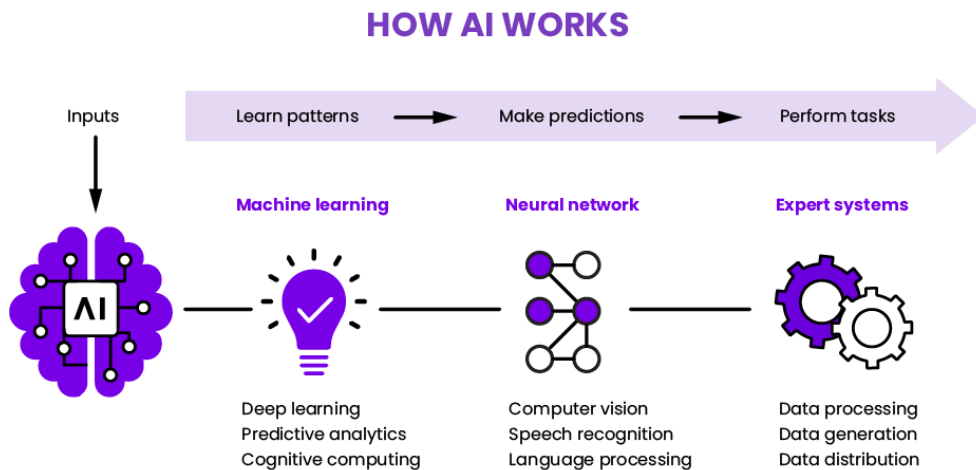 HOW AI WORKS
Inputs
Learn patterns
Make predictions
Perform tasks
Machine learning
Neural network
Expert systems
AI
Deep learning
Predictive analytics
Cognitive computing
Computer vision
Speech recognition
Language processing
Data processing
Data generation
Data distribution